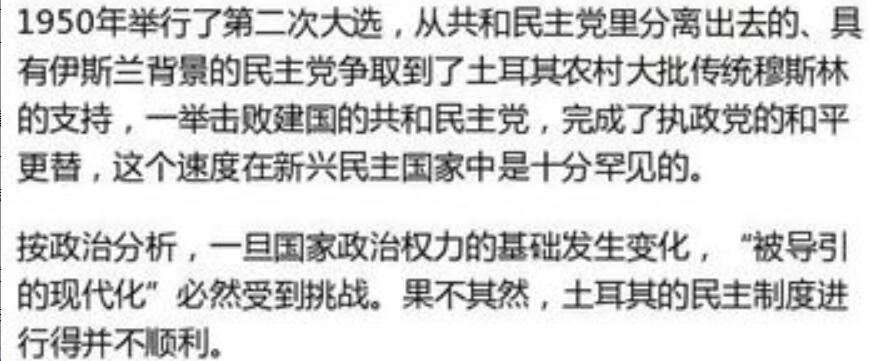 1950年举行了第二次大选，从共和民主党里分离出去的、具
有伊斯兰背景的民主党争取到了土耳其农村大批传统穆斯林
的支持，一举击败建国的共和民主党，完成了执政党的和平
更替，这个速度在新兴民主国家中是十分罕见的。
按政治分析，一旦国家政治权力的基础发生变化，“被导引
的现代化”必然受到挑战。果不其然，土耳其的民主制度进
行得并不顺利。